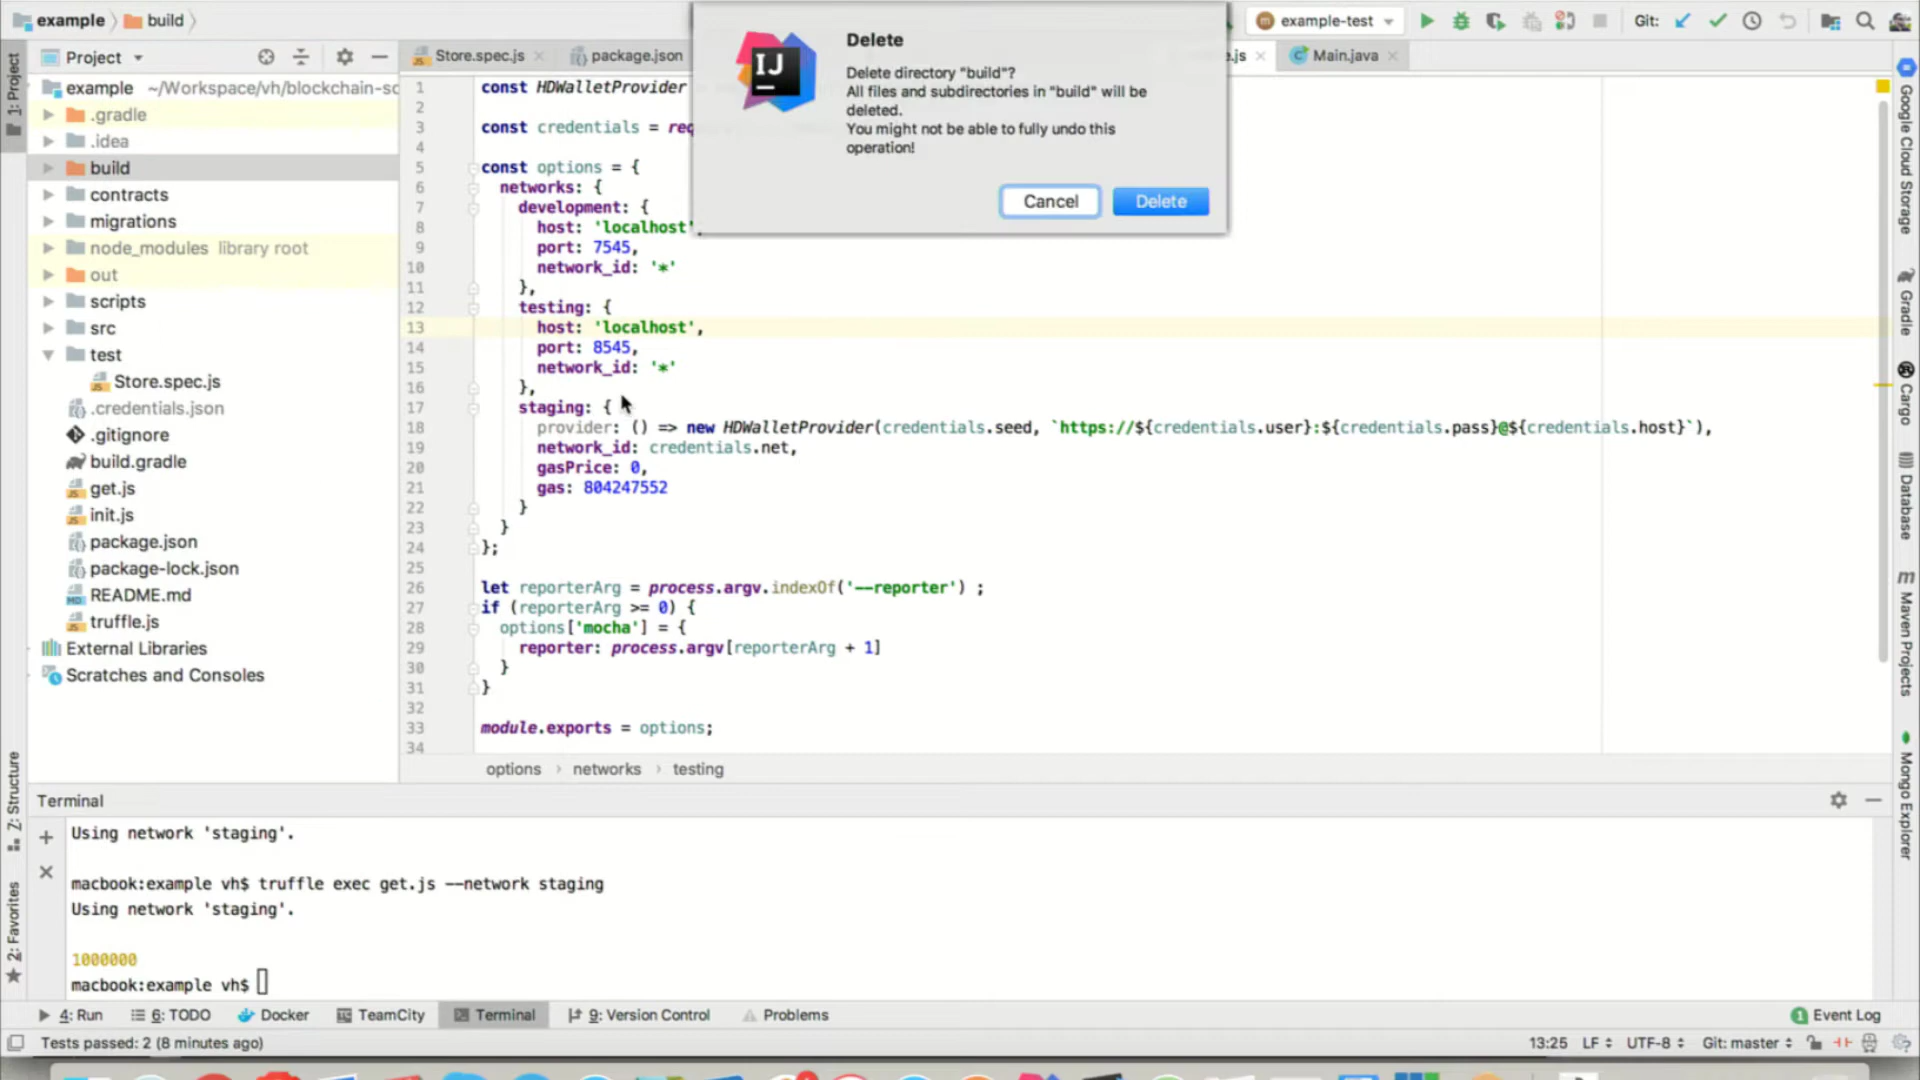 example
build
example-test
Git:
Project
Store.spec.js
package.json
.js
Main.java
Delete
Delete directory "build"?
All files and subdirectories in "build" will be
deleted.
You might not be able to fully undo this
operation!
Cancel
Delete
IJ
1: Project
Z: Structure
2: Favorites
example ~/Workspace/vh/blockchain-sc
.gradle
.idea
build
contracts
migrations
node_modules library root
out
scripts
src
test
Store.spec.js
.credentials.json
.gitignore
build.gradle
get.js
init.js
package.json
package-lock.json
README.md
truffle.js
External Libraries
Scratches and Consoles
1 const HDWalletProvider =
2
3 const credentials = req
4
5 const options = {
6 networks: {
7 development: {
8 host: 'localhost',
9 port: 7545,
10 network_id: '*'
11 },
12 testing: {
13 host: 'localhost',
14 port: 8545,
15 network_id: '*'
16 },
17 staging: {
18 provider: () => new HDWalletProvider(credentials.seed, `https://${credentials.user}:${credentials.pass}@${credentials.host}`),
19 network_id: credentials.net,
20 gasPrice: 0,
21 gas: 804247552
22 }
23 }
24 };
25
26 let reporterArg = process.argv.indexOf('--reporter') ;
27 if (reporterArg >= 0) {
28 options['mocha'] = {
29 reporter: process.argv[reporterArg + 1]
30 }
31 }
32
33 module.exports = options;
34
options › networks › testing
Google Cloud Storage
Gradle
Cargo
Database
Maven Projects
Mongo Explorer
Terminal
Using network 'staging'.
macbook:example vh$ truffle exec get.js --network staging
Using network 'staging'.
1000000
macbook:example vh$
4: Run
6: TODO
Docker
TeamCity
Terminal
9: Version Control
Problems
1 Event Log
Tests passed: 2 (8 minutes ago)
13:25 LF UTF-8 Git: master